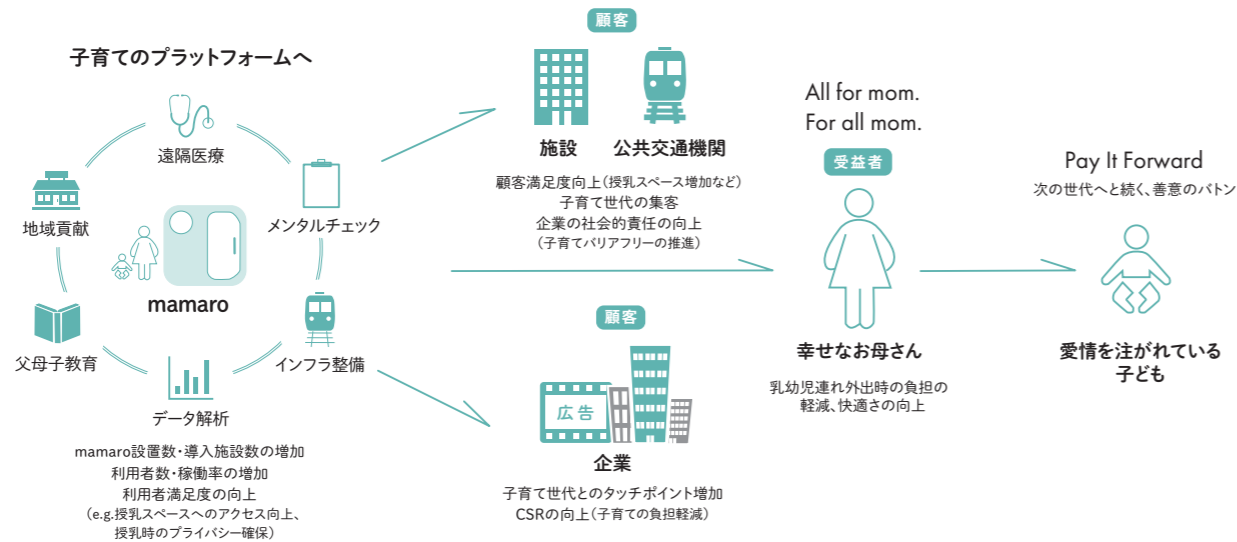 子育てのプラットフォームへ
遠隔医療
メンタルチェック
インフラ整備
データ解析
父母子教育
地域貢献
mamaro
mamaro設置数・導入施設数の増加
利用者数・稼働率の増加
利用者満足度の向上
（e.g.授乳スペースへのアクセス向上、
授乳時のプライバシー確保）
顧客
施設
公共交通機関
顧客満足度向上（授乳スペース増加など）
子育て世代の集客
企業の社会的責任の向上
（子育てバリアフリーの推進）
顧客
広告
企業
子育て世代とのタッチポイント増加
CSRの向上（子育ての負担軽減）
All for mom.
For all mom.
受益者
幸せなお母さん
乳幼児連れ外出時の負担の
軽減、快適さの向上
Pay It Forward
次の世代へと続く、善意のバトン
愛情を注がれている
子ども